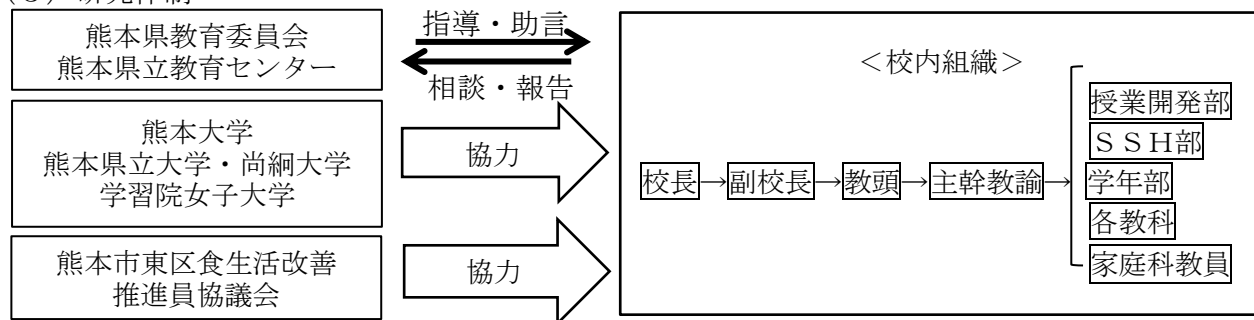 熊本県教育委員会
熊本県立教育センター
指導・助言
相談・報告
熊本大学
熊本県立大学・尚絅大学
学習院女子大学
協力
熊本市東区食生活改善
推進員協議会
協力
＜校内組織＞
校長→副校長→教頭→主幹教諭→
授業開発部
ＳＳＨ部
学年部
各教科
家庭科教員